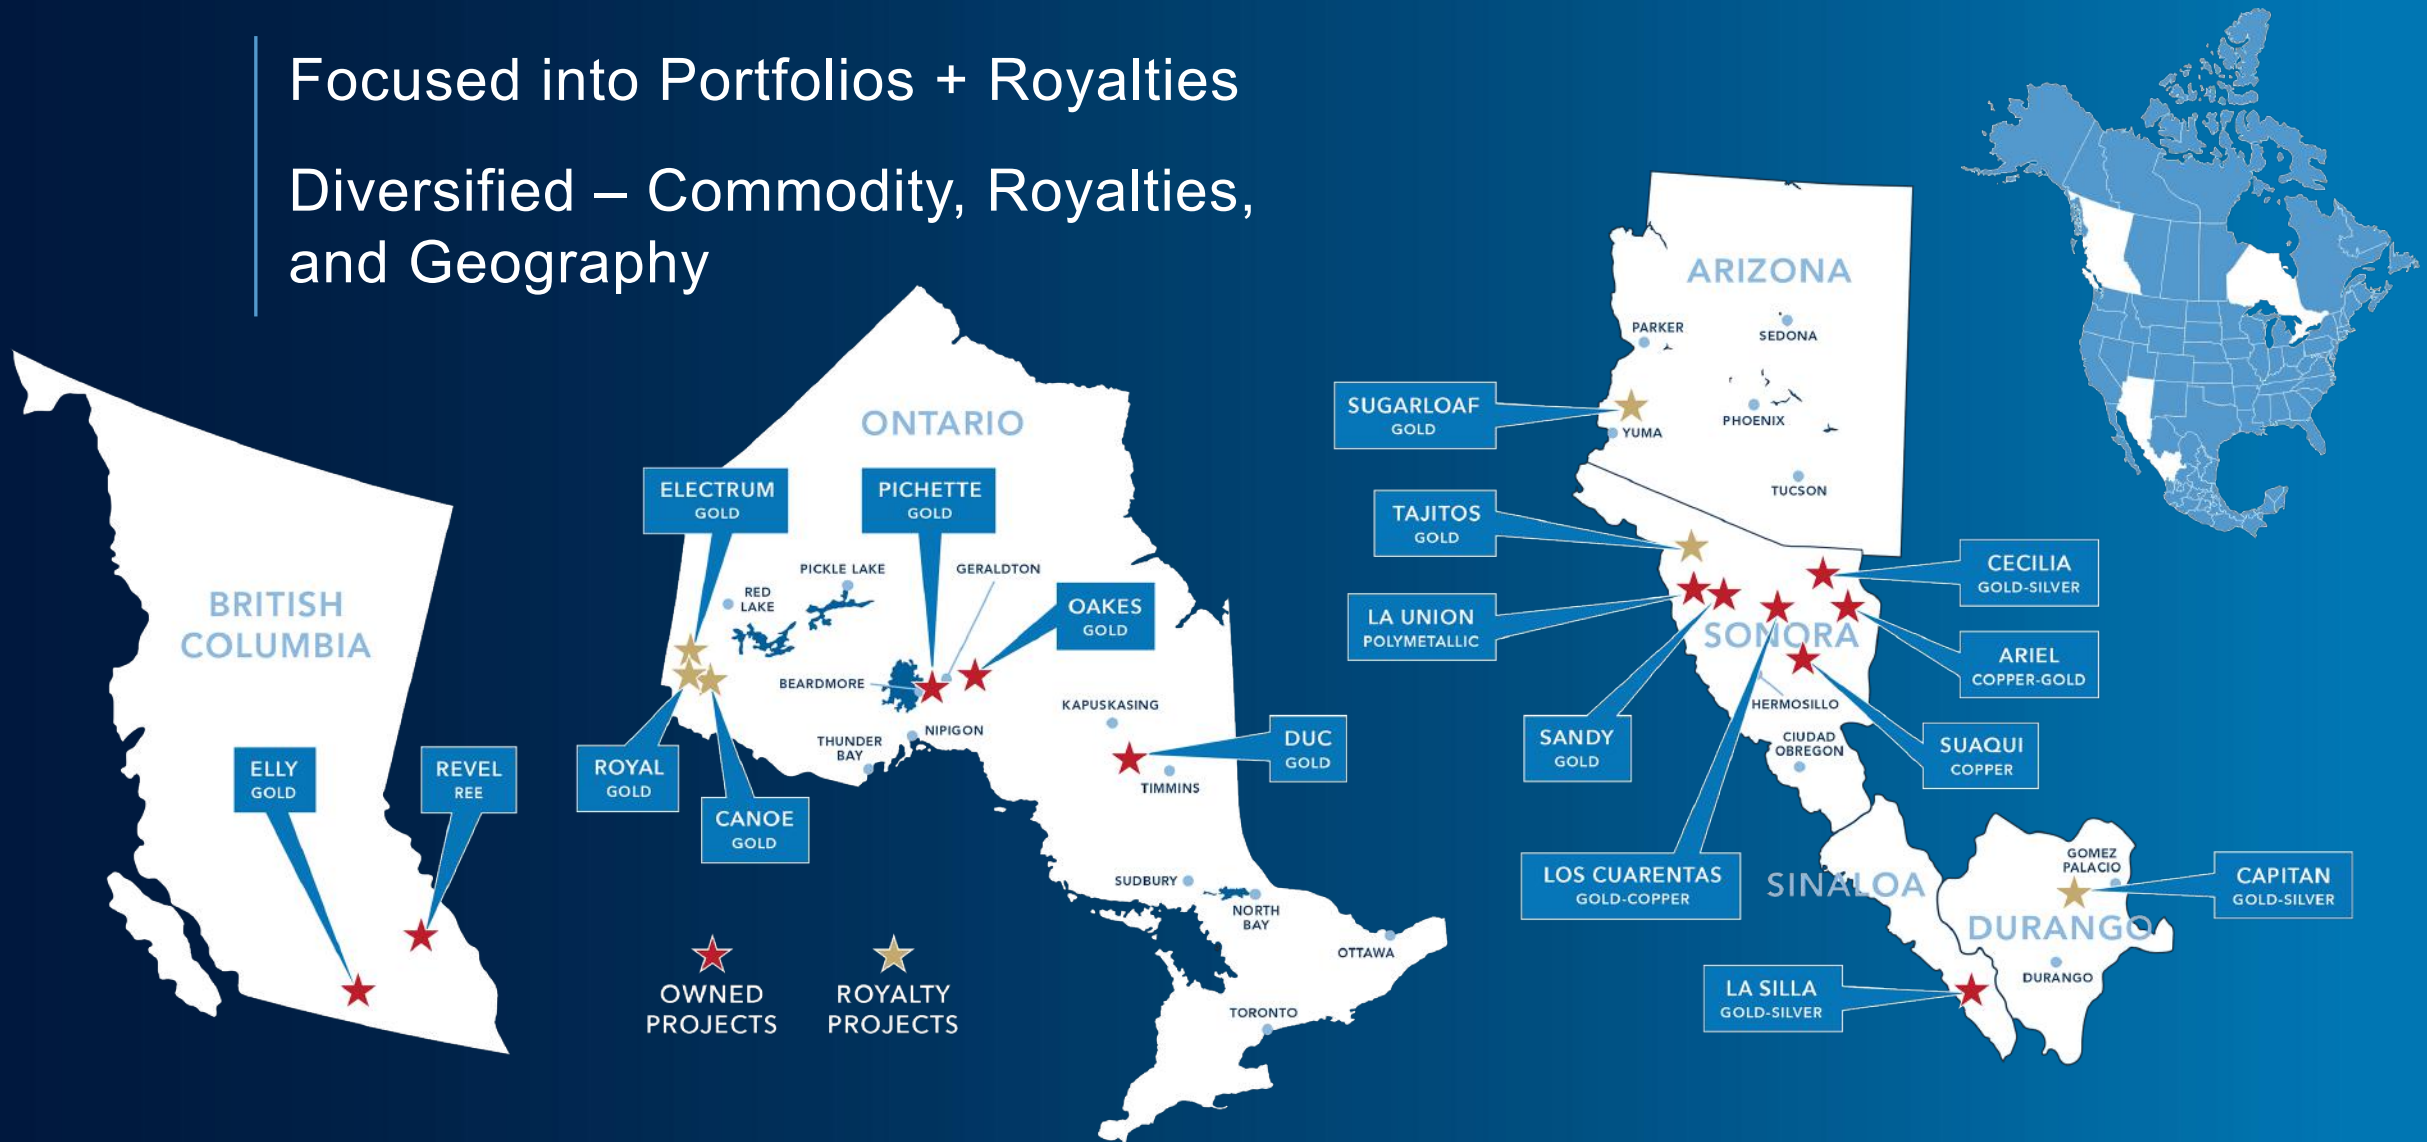 Focused into Portfolios + Royalties
Diversified – Commodity, Royalties,
and Geography
BRITISH
COLUMBIA
ELLY
GOLD
REVEL
REE
ONTARIO
ELECTRUM
GOLD
PICHETTE
GOLD
PICKLE LAKE
GERALDTON
RED
LAKE
OAKES
GOLD
BEARDMORE
KAPUSKASING
NIPIGON
THUNDER
BAY
ROYAL
GOLD
CANOE
GOLD
DUC
GOLD
TIMMINS
SUDBURY
NORTH
BAY
OTTAWA
TORONTO
OWNED
PROJECTS
ROYALTY
PROJECTS
ARIZONA
PARKER
SEDONA
SUGARLOAF
GOLD
PHOENIX
YUMA
TUCSON
TAJITOS
GOLD
CECILIA
GOLD-SILVER
LA UNION
POLYMETALLIC
SONORA
ARIEL
COPPER-GOLD
HERMOSILLO
SANDY
GOLD
CIUDAD
OBREGON
SUAQUI
COPPER
LOS CUARENTAS
GOLD-COPPER
SINALOA
GOMEZ
PALACIO
CAPITAN
GOLD-SILVER
DURANGO
DURANGO
LA SILLA
GOLD-SILVER